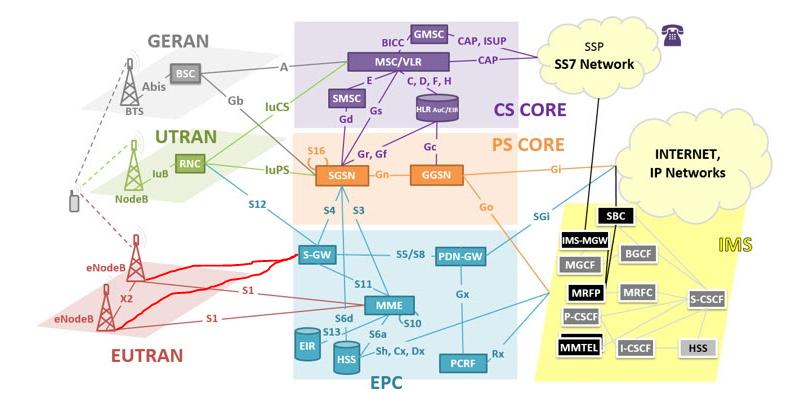 GERAN
BSC
Abis
BTS
A
Gb
BICC
GMSC
CAP, ISUP
MSC/VLR
CAP
E
C, D, F, H
SMSC
HLR AuC/EIR
Gd
Gs
CS CORE
SSP
SS7 Network
UTRAN
IuCS
RNC
IuB
NodeB
IuPS
PS CORE
S16
Gr, Gf
Gc
SGSN
Gn
GGSN
Gi
Go
INTERNET,
IP Networks
S12
S4
S3
SGi
eNodeB
X2
eNodeB
S1
S1
EUTRAN
S-GW
S5/S8
PDN-GW
S11
Gx
MME
S10
S6d
S13
S6a
EIR
HSS
Sh, Cx, Dx
PCRF
Rx
EPC
IMS
SBC
IMS-MGW
BGCF
MGCF
MRFP
MRFC
S-CSCF
P-CSCF
MMTEL
I-CSCF
HSS